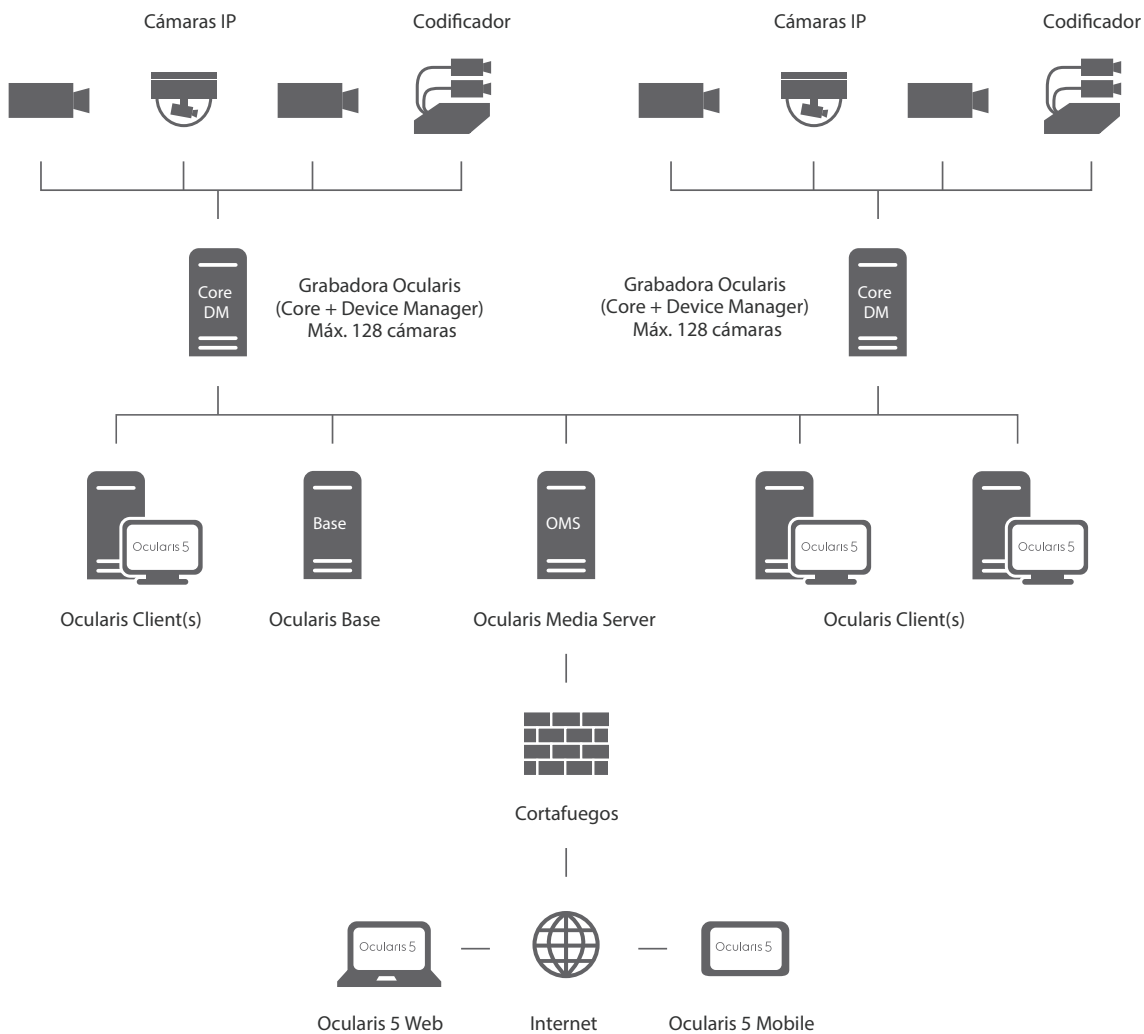 Cámaras IP
Codificador
Cámaras IP
Codificador
Core
DM
Grabadora Ocularis
(Core + Device Manager)
Máx. 128 cámaras
Grabadora Ocularis
(Core + Device Manager)
Máx. 128 cámaras
Core
DM
Ocularis 5
Base
OMS
Ocularis 5
Ocularis 5
Ocularis Client(s)
Ocularis Base
Ocularis Media Server
Ocularis Client(s)
Cortafuegos
Ocularis 5
Ocularis 5
Ocularis 5 Web
Internet
Ocularis 5 Mobile